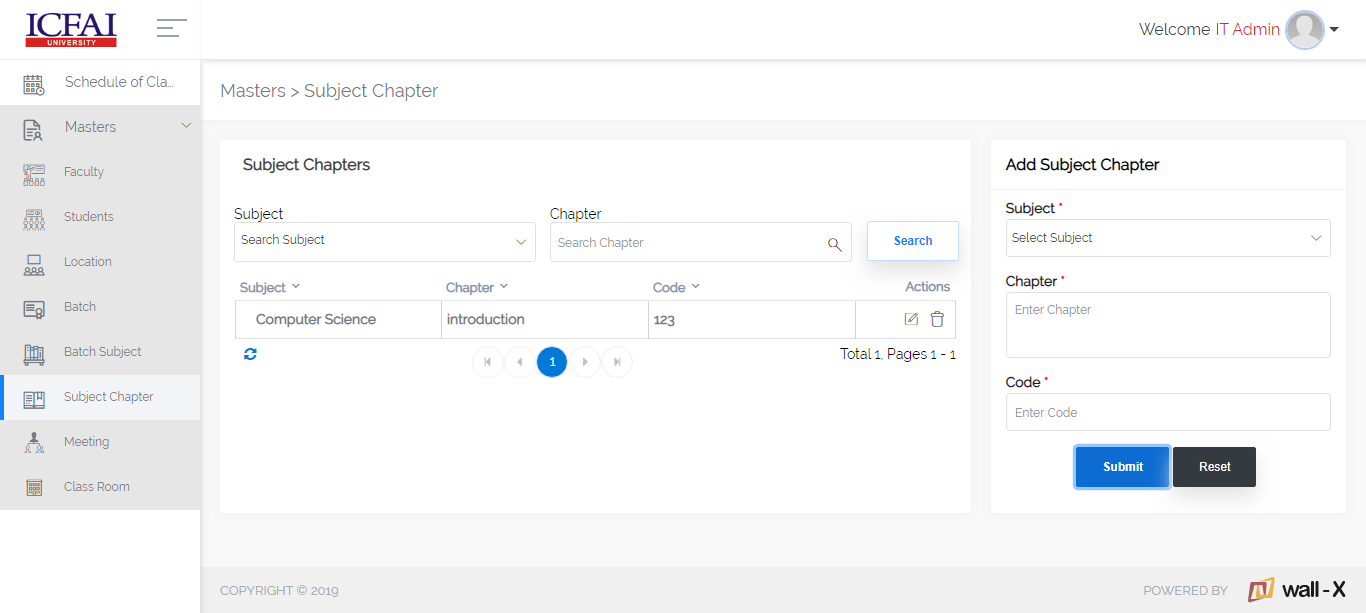 ICFAI
UNIVERSITY
Welcome IT Admin
Schedule of Cla...
Masters
Faculty
Students
Location
Batch
Batch Subject
Subject Chapter
Meeting
Class Room
Masters > Subject Chapter
Subject Chapters
Subject
Chapter
Search Subject
Search Chapter
Search
Subject
Chapter
Code
Actions
Computer Science
introduction
123
1
Total 1, Pages 1 - 1
Add Subject Chapter
Subject *
Select Subject
Chapter *
Enter Chapter
Code *
Enter Code
Submit
Reset
COPYRIGHT © 2019
POWERED BY
wall-X